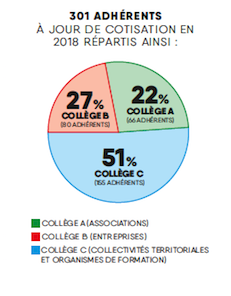 301 ADHÉRENTS
À JOUR DE COTISATION EN
2018 RÉPARTIS AINSI :
27%
COLLÈGE B
(80 ADHÉRENTS)
22%
COLLÈGE A
(66 ADHÉRENTS)
51%
COLLÈGE C
(155 ADHÉRENTS)
COLLÈGE A (ASSOCIATIONS)
COLLÈGE B (ENTREPRISES)
COLLÈGE C (COLLECTIVITÉS TERRITORIALES
ET ORGANISMES DE FORMATION)